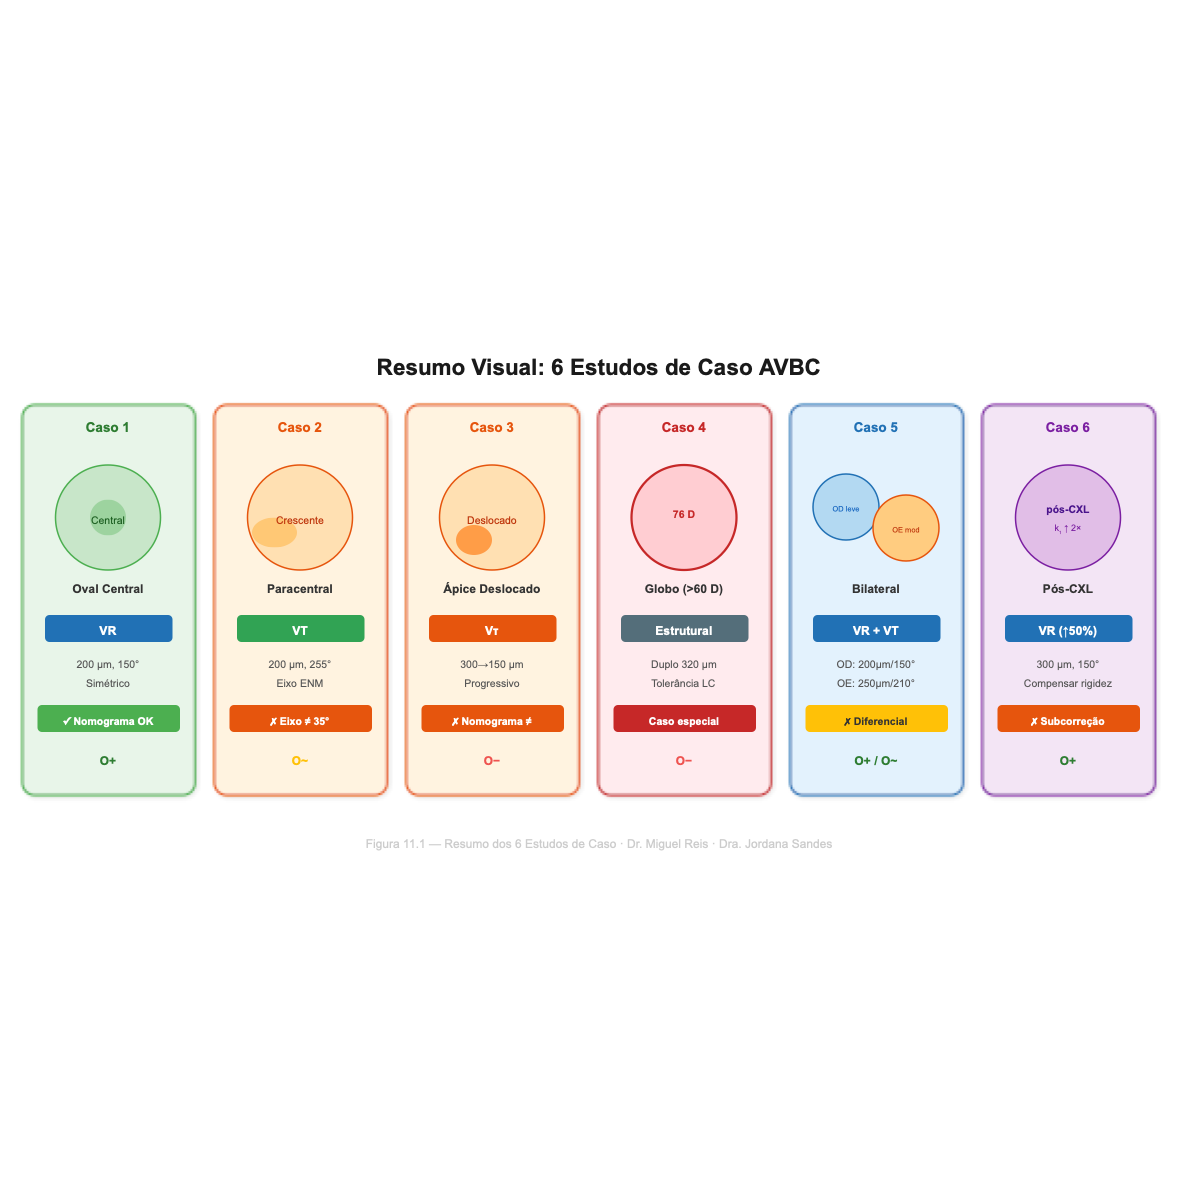 Resumo Visual: 6 Estudos de Caso AVBC
Caso 1
Central
Oval Central
VR
200 μm, 150°
Simétrico
✓ Nomograma OK
O+
Caso 2
Crescente
Paracentral
VT
200 μm, 255°
Eixo ENM
✗ Eixo ≠ 35°
O~
Caso 3
Deslocado
Ápice Deslocado
Vτ
300→150 μm
Progressivo
✗ Nomograma ≠
O−
Caso 4
76 D
Globo (>60 D)
Estrutural
Duplo 320 μm
Tolerância LC
Caso especial
O−
Caso 5
OD leve
OE mod
Bilateral
VR + VT
OD: 200μm/150°
OE: 250μm/210°
✗ Diferencial
O+ / O~
Caso 6
pós-CXL
k, ↑ 2×
Pós-CXL
VR (↑50%)
300 μm, 150°
Compensar rigidez
✗ Subcorreção
O+
Figura 11.1 — Resumo dos 6 Estudos de Caso · Dr. Miguel Reis · Dra. Jordana Sandes